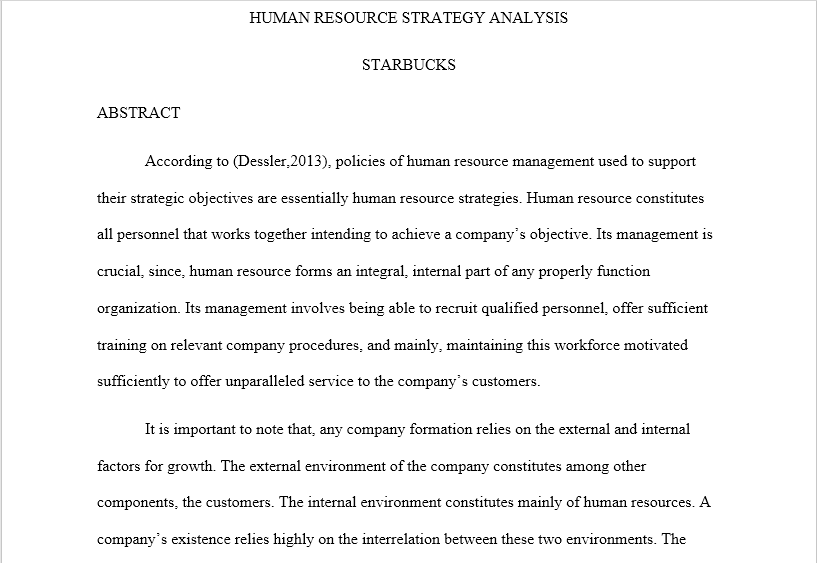 HUMAN RESOURCE STRATEGY ANALYSIS
STARBUCKS
ABSTRACT
According to (Dessler,2013), policies of human resource management used to support
their strategic objectives are essentially human resource strategies. Human resource constitutes
all personnel that works together intending to achieve a company’s objective. Its management is
crucial, since, human resource forms an integral, internal part of any properly function
organization. Its management involves being able to recruit qualified personnel, offer sufficient
training on relevant company procedures, and mainly, maintaining this workforce motivated
sufficiently to offer unparalleled service to the company’s customers.
It is important to note that, any company formation relies on the external and internal
factors for growth. The external environment of the company constitutes among other
components, the customers. The internal environment constitutes mainly of human resources. A
company’s existence relies highly on the interrelation between these two environments. The